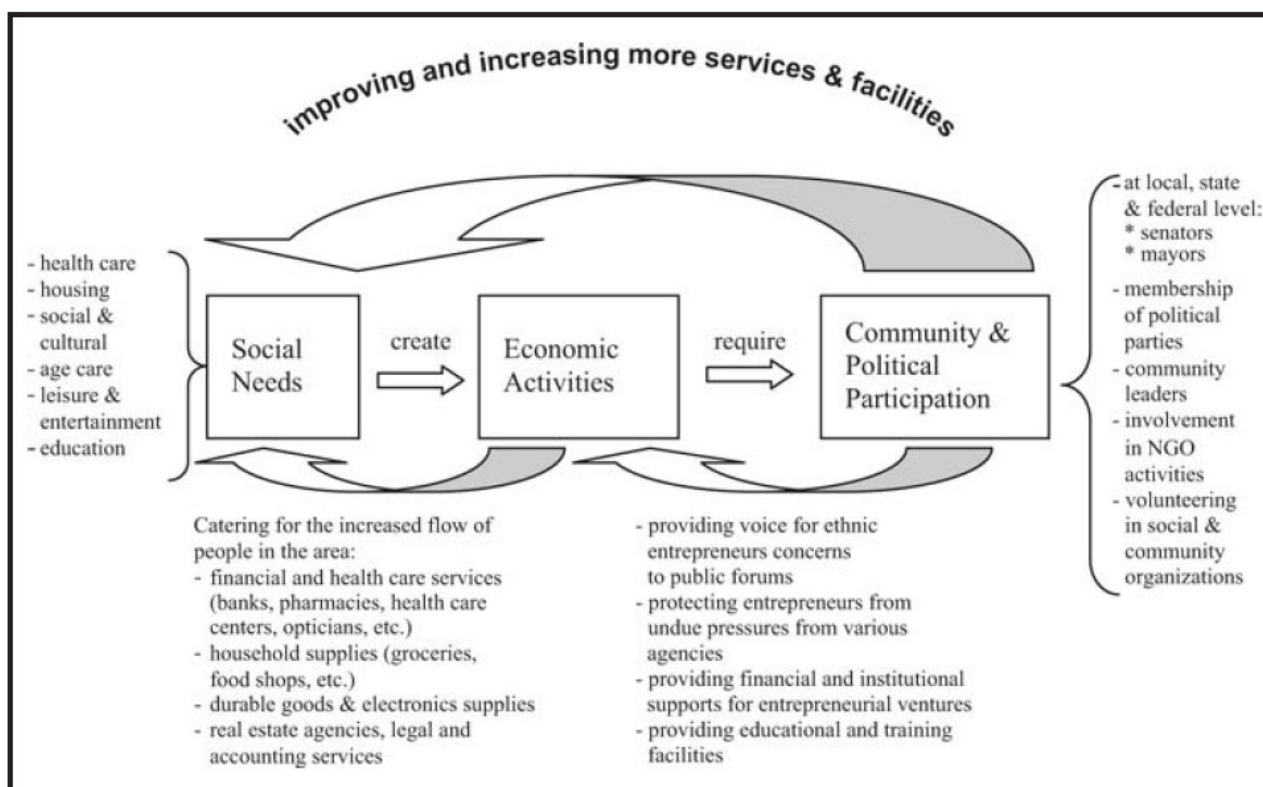 improving and increasing more services & facilities
- health care
- housing
- social &
cultural
- age care
- leisure &
entertainment
- education
Social
Needs
create
Economic
Activities
require
Community &
Political
Participation
- at local, state
& federal level:
* senators
* mayors
- membership
of political
parties
- community
leaders
- involvement
in NGO
activities
- volunteering
in social &
community
organizations
Catering for the increased flow of
people in the area:
- financial and health care services
(banks, pharmacies, health care
centers, opticians, etc.)
- household supplies (groceries,
food shops, etc.)
- durable goods & electronics supplies
- real estate agencies, legal and
accounting services
- providing voice for ethnic
entrepreneurs concerns
to public forums
- protecting entrepreneurs from
undue pressures from various
agencies
- providing financial and institutional
supports for entrepreneurial ventures
- providing educational and training
facilities